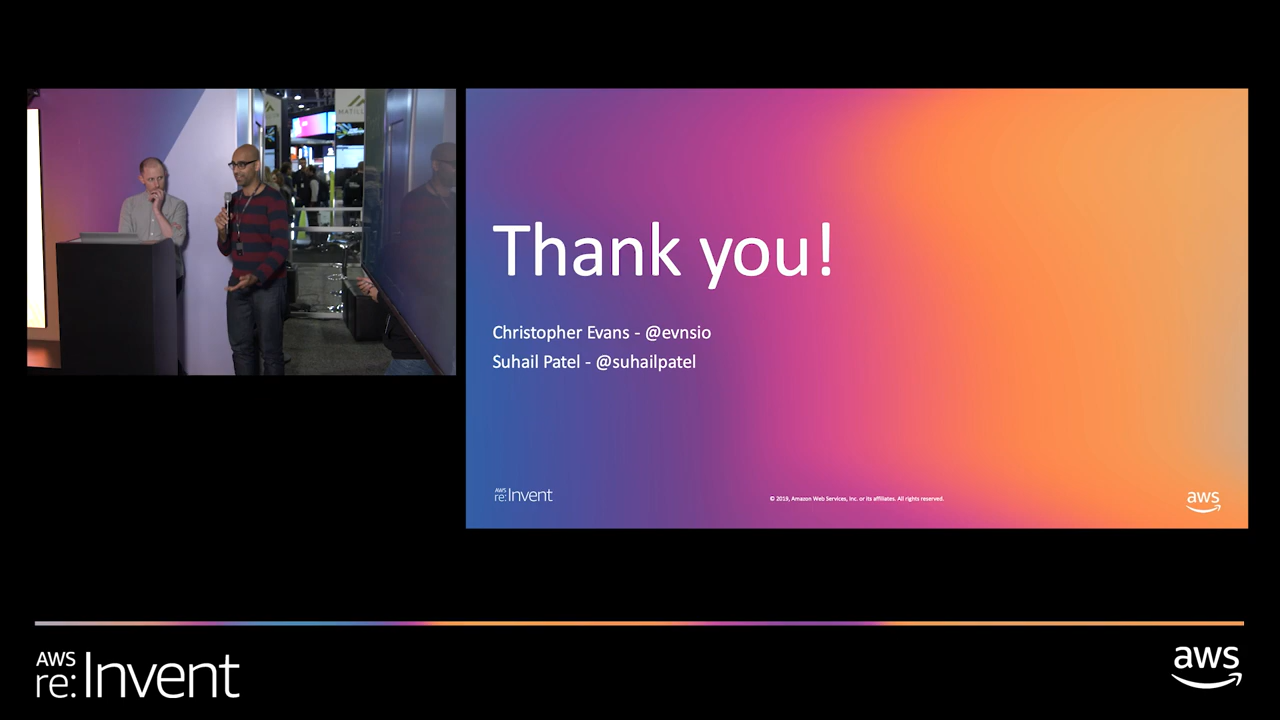 Thank you!
Christopher Evans - @evnsio
Suhail Patel - @suhailpatel
AWS
re:Invent
© 2019, Amazon Web Services, Inc. or its affiliates. All rights reserved.
aws
AWS
re:Invent
aws